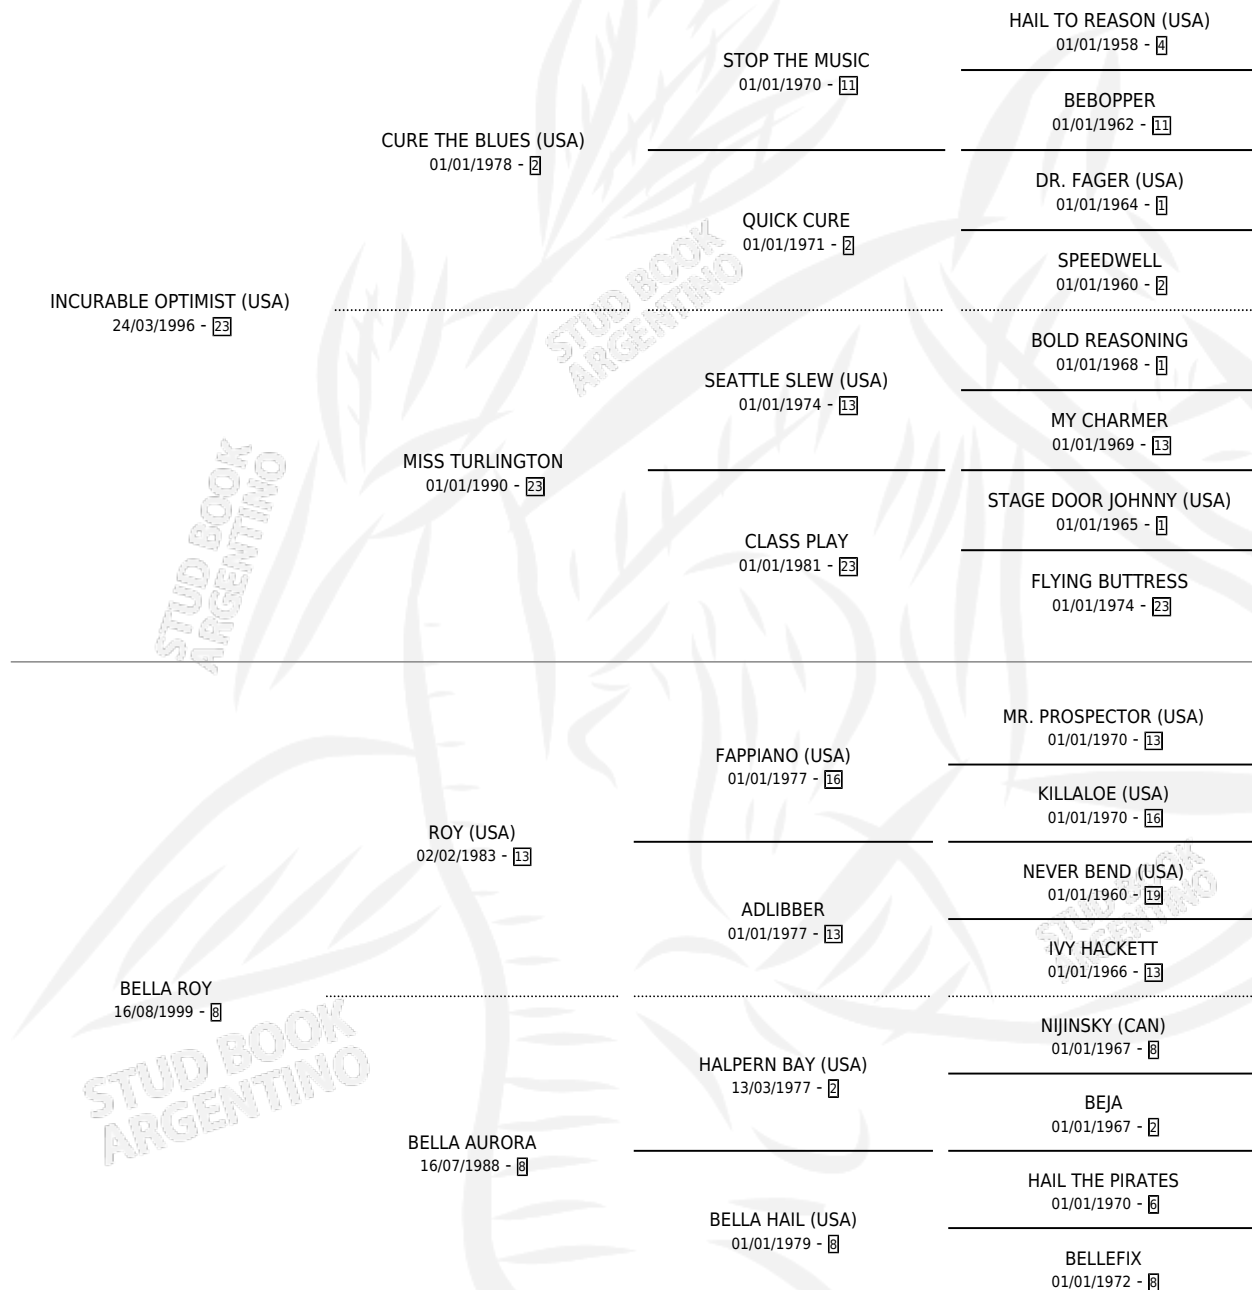 HAIL TO REASON (USA)
01/01/1958 - 4
STOP THE MUSIC
01/01/1970 - 11
BEBOPPER
01/01/1962 - 11
CURE THE BLUES (USA)
01/01/1978 - 2
DR. FAGER (USA)
01/01/1964 - 1
QUICK CURE
01/01/1971 - 2
SPEEDWELL
01/01/1960 - 2
INCURABLE OPTIMIST (USA)
24/03/1996 - 23
BOLD REASONING
01/01/1968 - 1
SEATTLE SLEW (USA)
01/01/1974 - 13
MY CHARMER
01/01/1969 - 13
MISS TURLINGTON
01/01/1990 - 23
STAGE DOOR JOHNNY (USA)
01/01/1965 - 1
CLASS PLAY
01/01/1981 - 23
FLYING BUTTRESS
01/01/1974 - 23
MR. PROSPECTOR (USA)
01/01/1970 - 13
FAPPIANO (USA)
01/01/1977 - 16
KILLALOE (USA)
01/01/1970 - 16
ROY (USA)
02/02/1983 - 13
NEVER BEND (USA)
01/01/1960 - 19
ADLIBBER
01/01/1977 - 13
IVY HACKETT
01/01/1966 - 13
BELLA ROY
16/08/1999 - 8
NIJINSKY (CAN)
01/01/1967 - 8
HALPERN BAY (USA)
13/03/1977 - 2
BEJA
01/01/1967 - 2
BELLA AURORA
16/07/1988 - 8
HAIL THE PIRATES
01/01/1970 - 6
BELLA HAIL (USA)
01/01/1979 - 8
BELLEFIX
01/01/1972 - 8
STUD BOOK
ARGENTINO
STUD BOOK
ARGENTINO
STUD BOOK
ARGENTINO
STUD BOOK
ARGENTINO